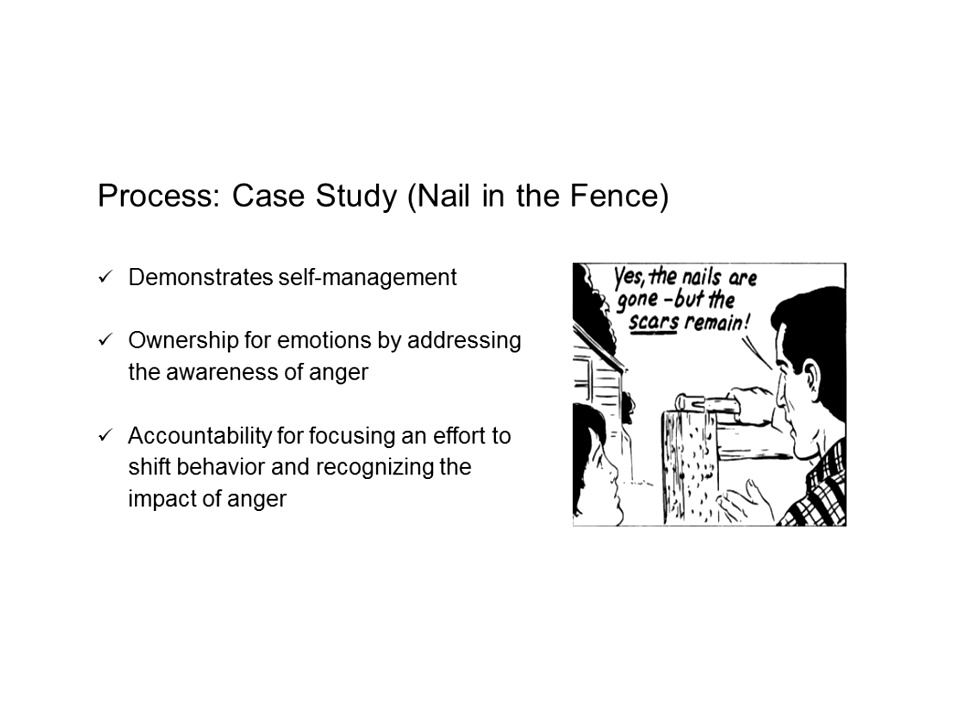 Process: Case Study (Nail in the Fence)
✓ Demonstrates self-management
✓ Ownership for emotions by addressing
the awareness of anger
✓ Accountability for focusing an effort to
shift behavior and recognizing the
impact of anger
Yes, the nails are
gone - but the
scars remain!